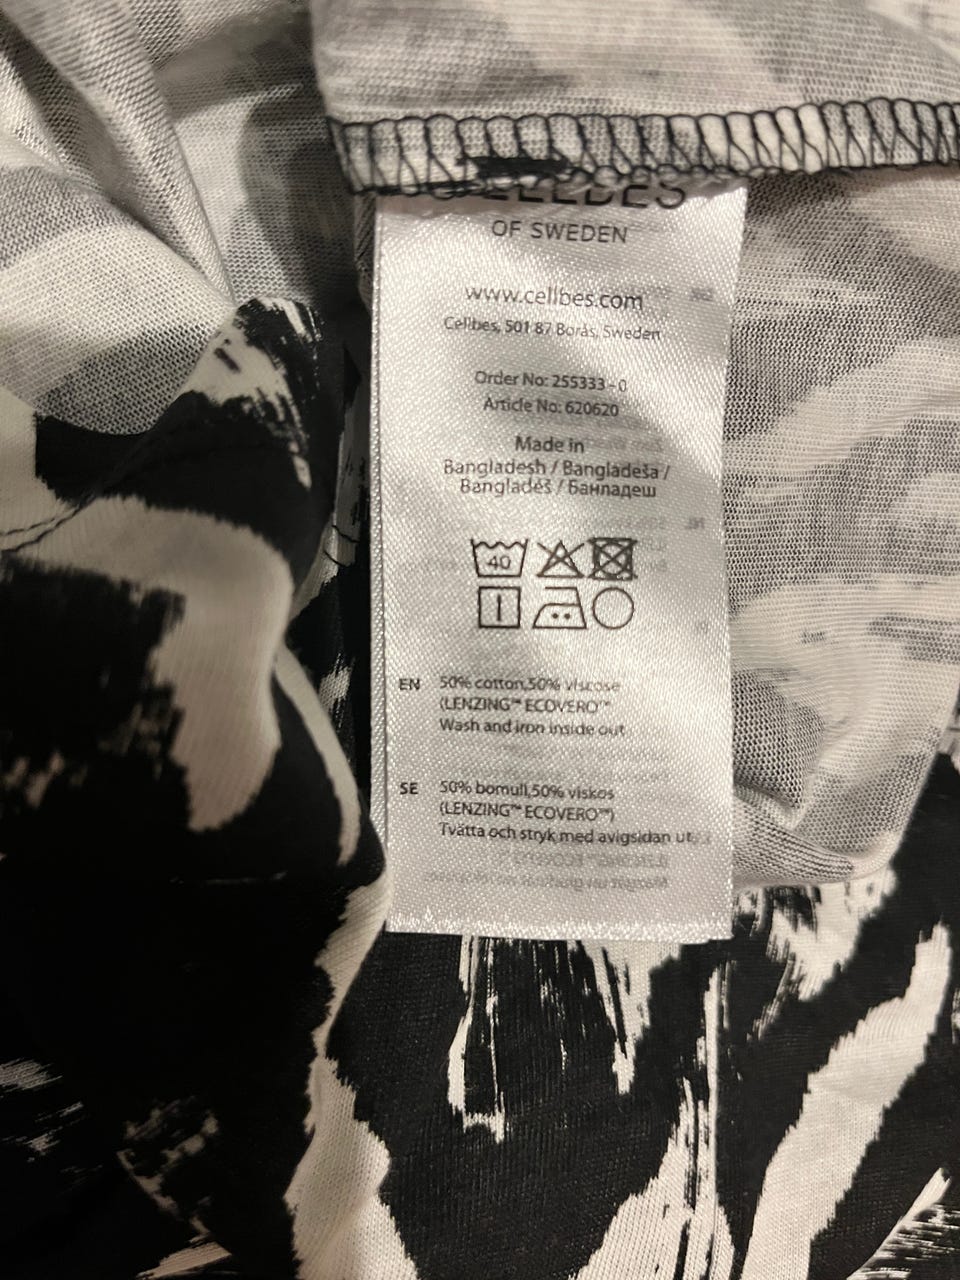 CELLBES
OF SWEDEN
www.cellbes.com
Cellbes, 501 87 Borås, Sweden
Order No: 255333-0
Article No: 620620
Made in
Bangladesh / Bangladeša /
Bangladéš / Бангладеш
40
EN 50% cotton,50% viscose
(LENZING™ ECOVERO™
Wash and iron inside out
SE 50% bomull,50% viskos
(LENZING™ ECOVERO™)
Tvätta och stryk med avigsidan ut